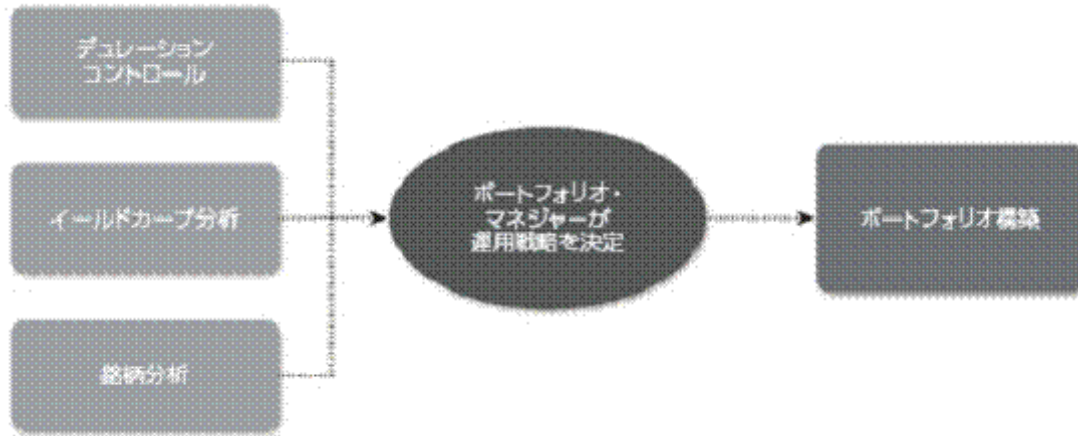 デュレーション
コントロール
イールドカーブ分析
銘柄分析
ポートフォリオ・
マネジャーが
運用戦略を決定
ポートフォリオ構築